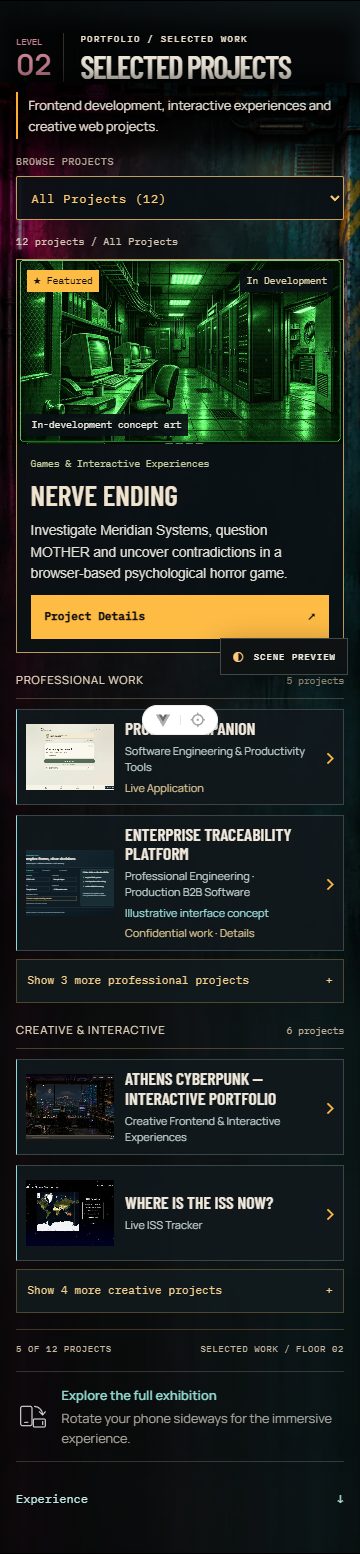 LEVEL
02
PORTFOLIO / SELECTED WORK
SELECTED PROJECTS
Frontend development, interactive experiences and
creative web projects.
BROWSE PROJECTS
All Projects (12)
12 projects / All Projects
★ Featured
In Development
In-development concept art
Games & Interactive Experiences
NERVE ENDING
Investigate Meridian Systems, question
MOTHER and uncover contradictions in a
browser-based psychological horror game.
Project Details ↗
SCENE PREVIEW
PROFESSIONAL WORK
5 projects
Software Engineering & Productivity
Tools
Live Application
ENTERPRISE TRACEABILITY
PLATFORM
Professional Engineering ·
Production B2B Software
Illustrative interface concept
Confidential work · Details
Show 3 more professional projects +
CREATIVE & INTERACTIVE
6 projects
ATHENS CYBERPUNK —
INTERACTIVE PORTFOLIO
Creative Frontend & Interactive
Experiences
WHERE IS THE ISS NOW?
Live ISS Tracker
Show 4 more creative projects +
5 OF 12 PROJECTS
SELECTED WORK / FLOOR 02
Explore the full exhibition
Rotate your phone sideways for the immersive
experience.
Experience ↓